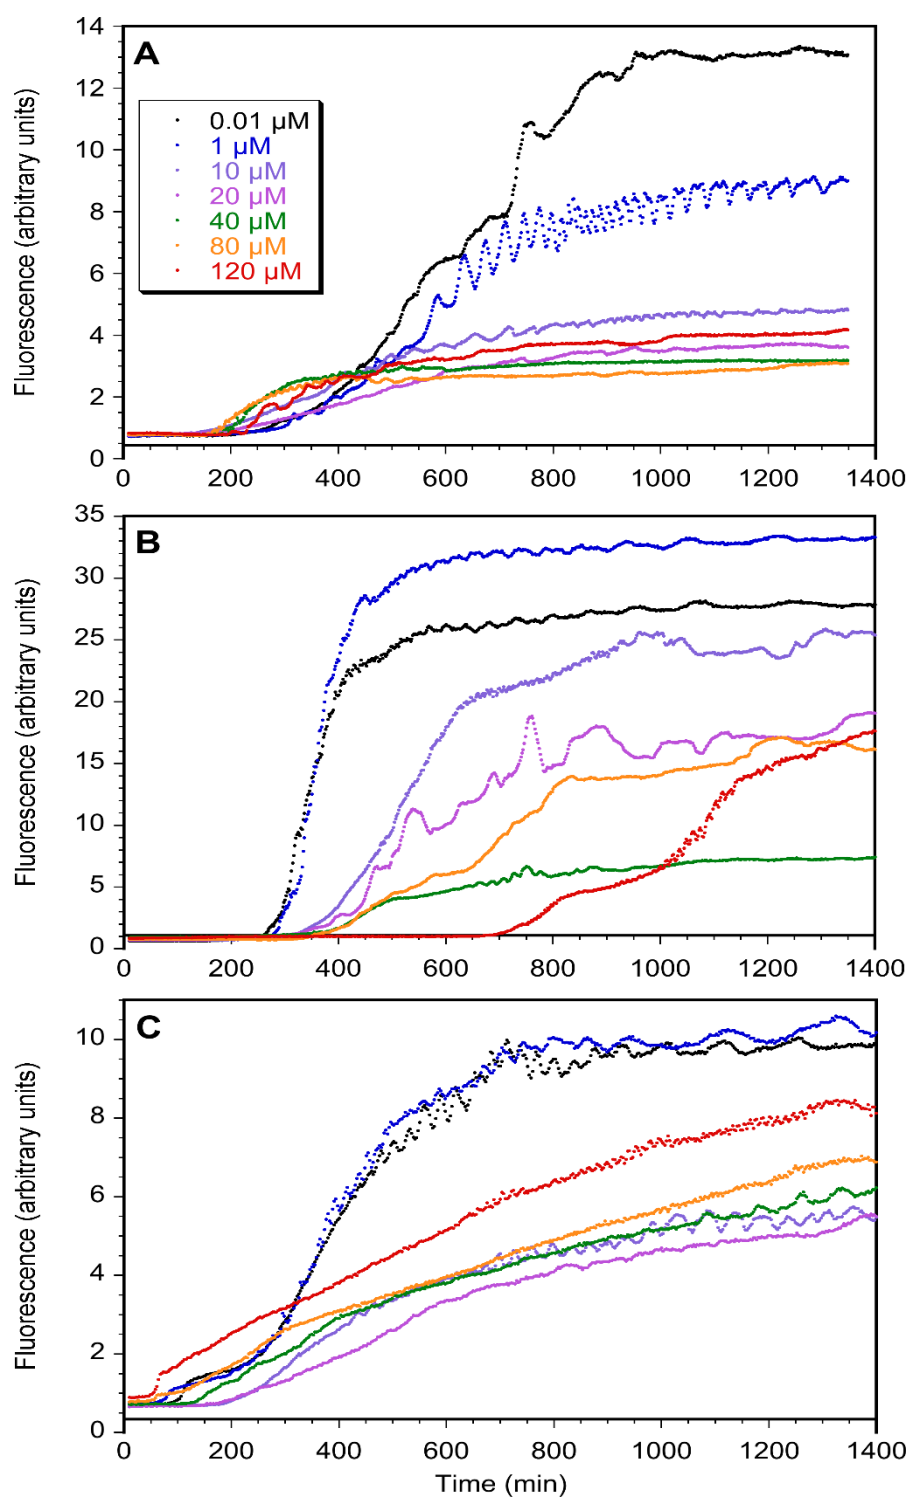 A
14
12
10
8
6
4
2
0
Fluorescence (arbitrary units)
0.01 µM
1 µM
10 µM
20 µM
40 µM
80 µM
120 µM
0 200 400 600 800 1000 1200 1400
B
35
30
25
20
15
10
5
0
Fluorescence (arbitrary units)
0 200 400 600 800 1000 1200 1400
C
10
8
6
4
2
0
Fluorescence (arbitrary units)
0 200 400 600 800 1000 1200 1400
Time (min)